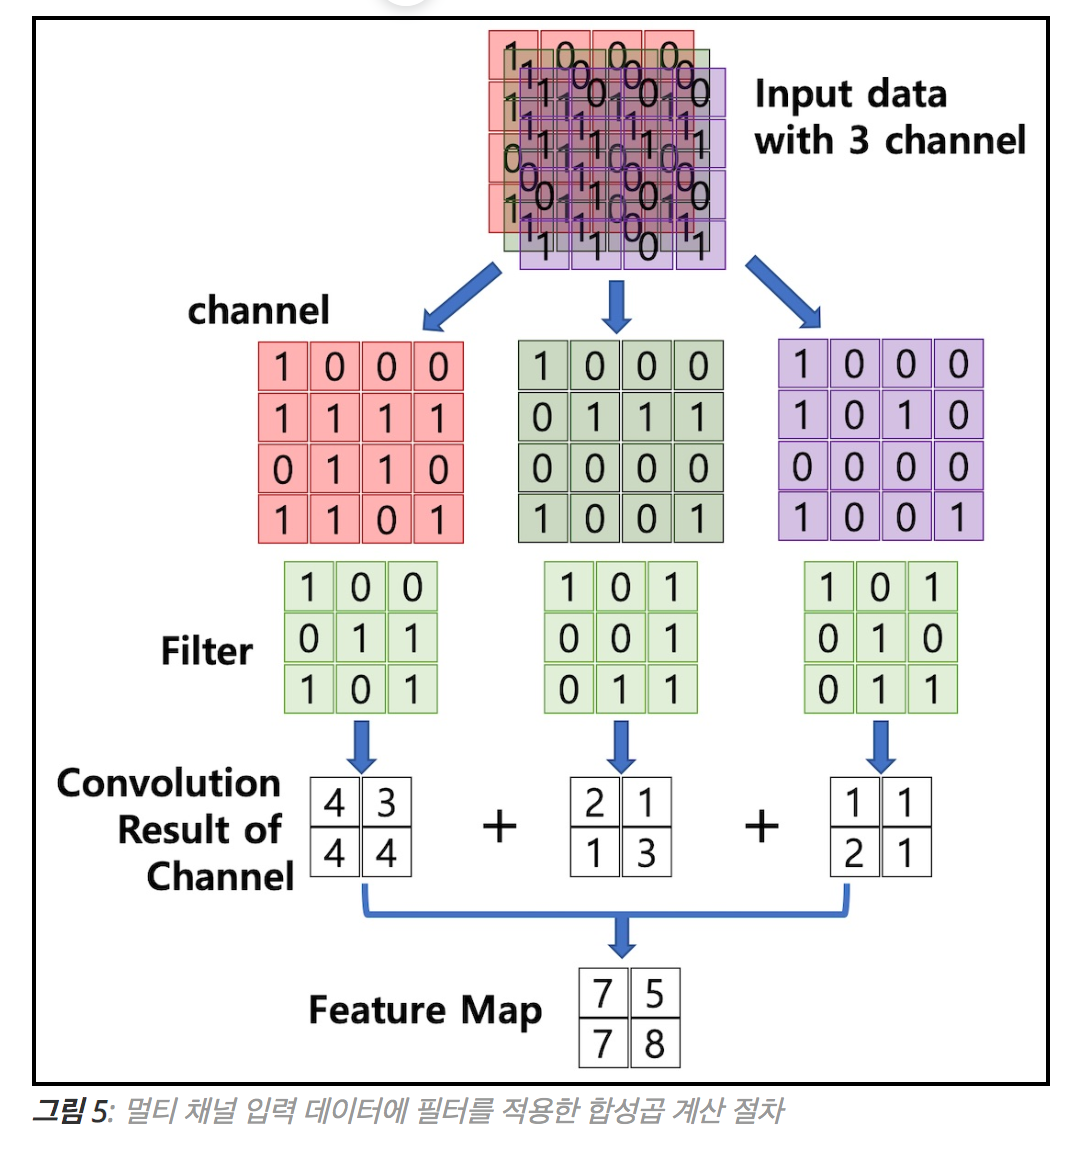 Input data
with 3 channel
channel
1 0 0 0 1 0 0 0 1 0 0 0
1 1 1 1 0 1 1 1 1 0 1 0
0 1 1 0 0 0 0 0 0 0 0 0
1 1 0 1 1 0 0 1 1 0 0 1
Filter
1 0 0 1 0 1 1 0 1
0 1 1 0 0 1 0 1 0
1 0 1 0 1 1 0 1 1
Convolution
Result of
Channel
4 3 + 2 1 + 1 1
4 4 1 3 2 1
Feature Map
7 5
7 8
그림 5: 멀티 채널 입력 데이터에 필터를 적용한 합성곱 계산 절차